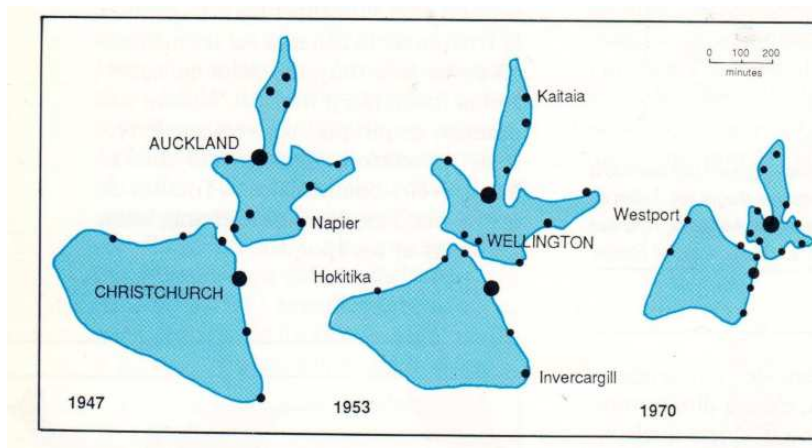 0 100 200
minutes
Kaitaia
AUCKLAND
Napier
WELLINGTON
Westport
Hokitika
CHRISTCHURCH
Invercargill
1947
1953
1970